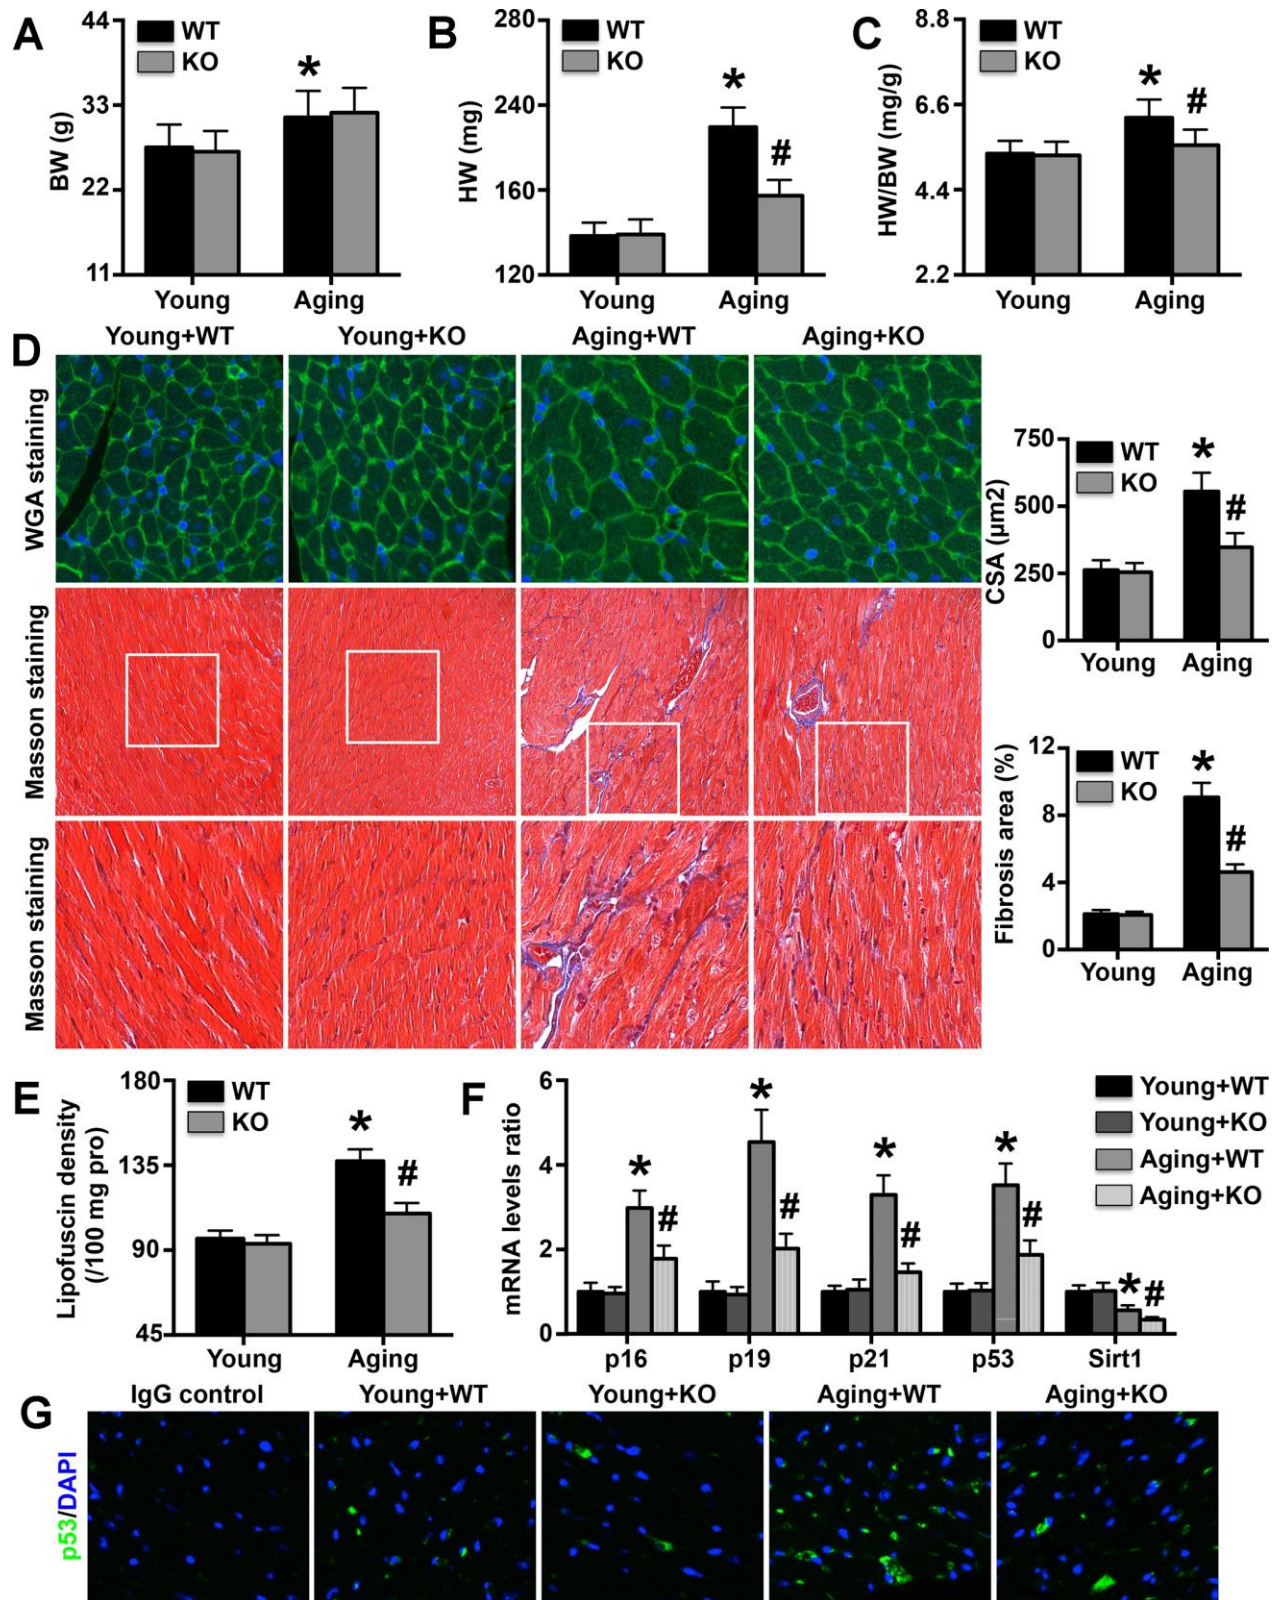 A
44
33
22
11
BW (g)
WT
KO
*
Young
Aging
B
280
240
160
120
HW (mg)
WT
KO
*
#
Young
Aging
C
8.8
6.6
4.4
2.2
HW/BW (mg/g)
WT
KO
*
#
Young
Aging
D
Young+WT
Young+KO
Aging+WT
Aging+KO
WGA staining
Masson staining
Masson staining
750
500
250
0
CSA (µm2)
WT
KO
*
#
Young
Aging
12
8
4
0
Fibrosis area (%)
WT
KO
*
#
Young
Aging
E
180
135
90
45
Lipofuscin density
(/100 mg pro)
WT
KO
*
#
Young
Aging
F
6
4
2
0
mRNA levels ratio
*
#
*
#
*
#
*
#
*
#
p16
p19
p21
p53
Sirt1
Young+WT
Young+KO
Aging+WT
Aging+KO
G
IgG control
Young+WT
Young+KO
Aging+WT
Aging+KO
p53/DAPI